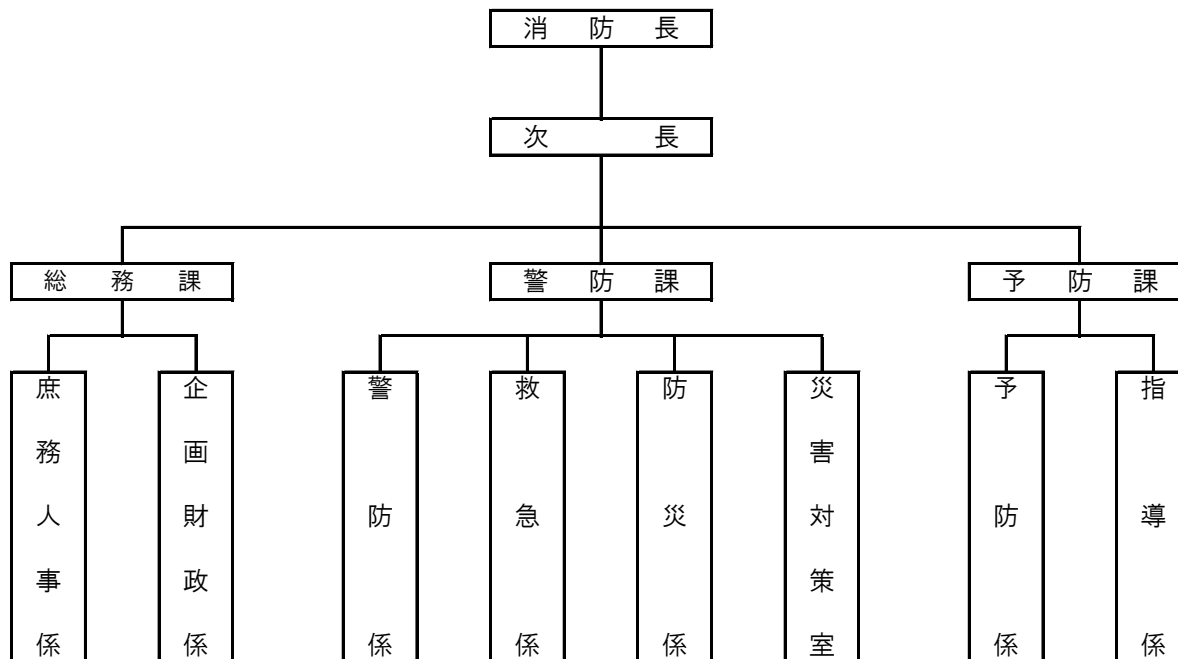 消防長
次長
総務課
警防課
予防課
庶務人事係
企画財政係
警防係
救急係
防災係
災害対策室
予防係
指導係